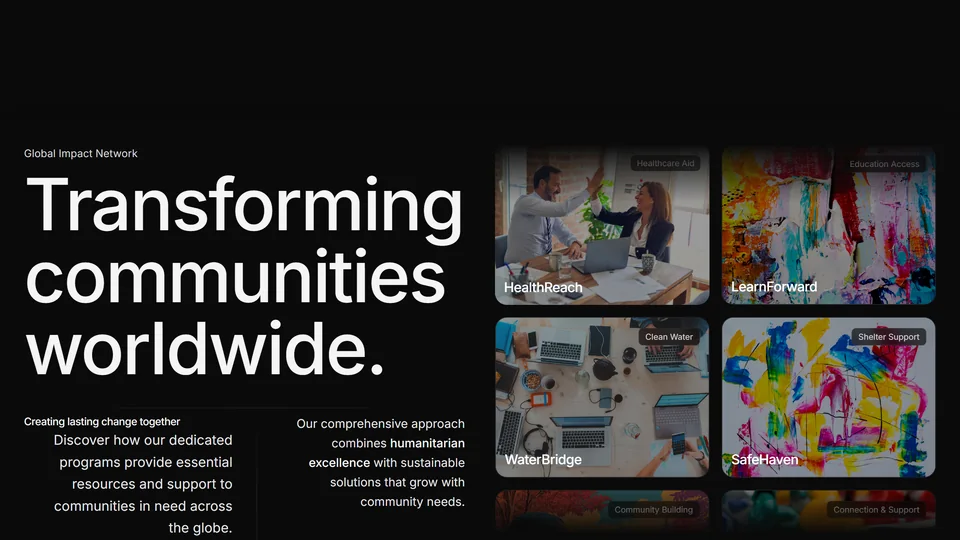 Global Impact Network
Transforming
communities
worldwide.
Creating lasting change together
Discover how our dedicated
programs provide essential
resources and support to
communities in need across
the globe.
Our comprehensive approach
combines humanitarian
excellence with sustainable
solutions that grow with
community needs.
Healthcare Aid
HealthReach
Education Access
LearnForward
Clean Water
WaterBridge
Shelter Support
SafeHaven
Community Building
Connection & Support